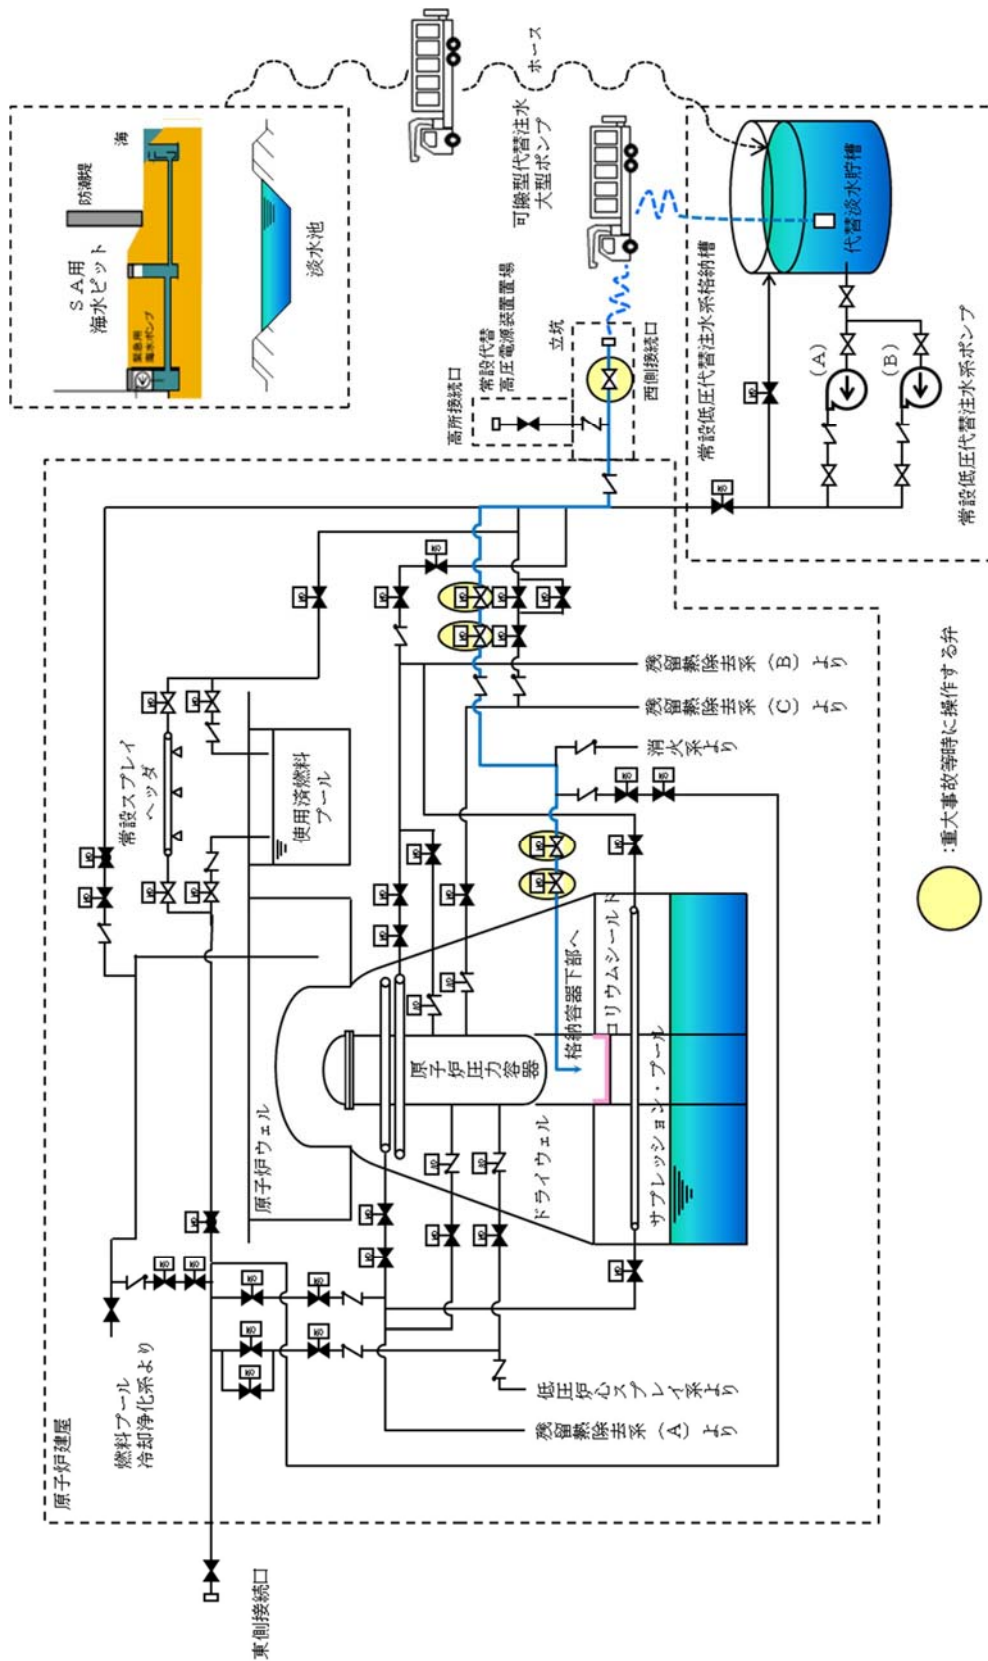 原子炉建屋
東側接続口
燃料プール
冷却浄化系より
常設スプレイ
ヘッダ
使用済燃料
プール
原子炉ウェル
原子炉圧力容器
ドライウェル
格納容器下部へ
コリウムシールド
サプレッション・プール
低圧炉心スプレイ系より
残留熱除去系(A)より
残留熱除去系(B)より
残留熱除去系(C)より
消火系より
高所接続口
常設代替
高圧電源装置置場
立坑
西側接続口
SA用
海水ピット
緊急用
海水ポンプ
防潮堤
海
淡水池
ホース
可搬型代替注水
大型ポンプ
常設低圧代替注水系格納槽
代替淡水貯槽
(A)
(B)
常設低圧代替注水系ポンプ
:重大事故等時に操作する弁